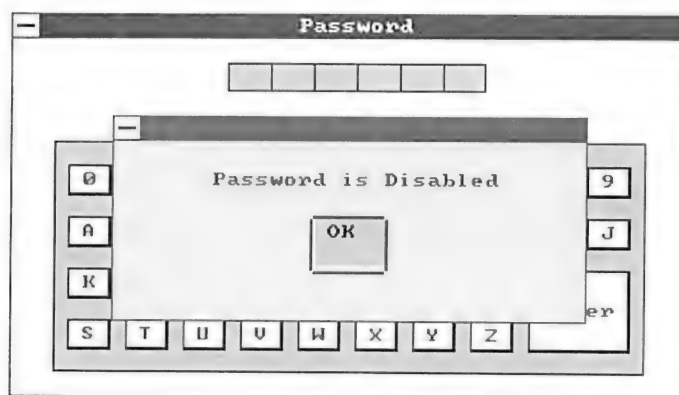 Password
Password is Disabled
0 9
OK
A J
K
er
S T U V W X Y Z